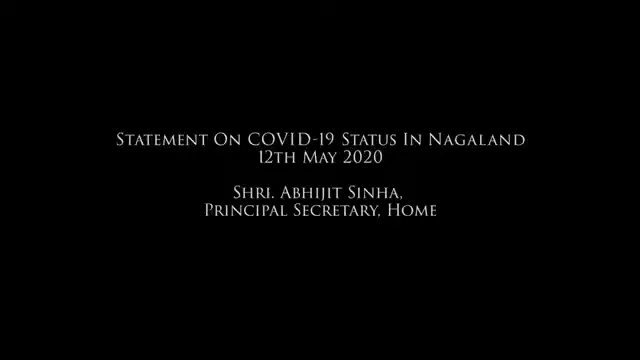 Statement On COVID-19 Status In Nagaland
12th May 2020
Shri. Abhijit Sinha,
Principal Secretary, Home